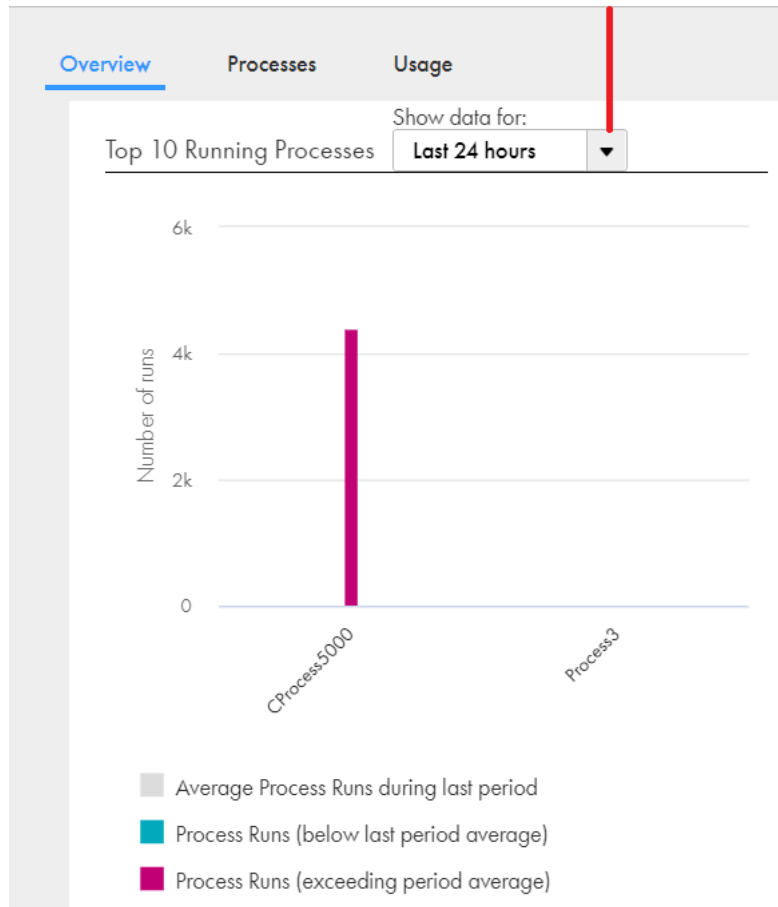 Overview Processes Usage
Show data for:
Top 10 Running Processes Last 24 hours
6k
4k
2k
0
Number of runs
CProcess5000 Process3
Average Process Runs during last period
Process Runs (below last period average)
Process Runs (exceeding period average)